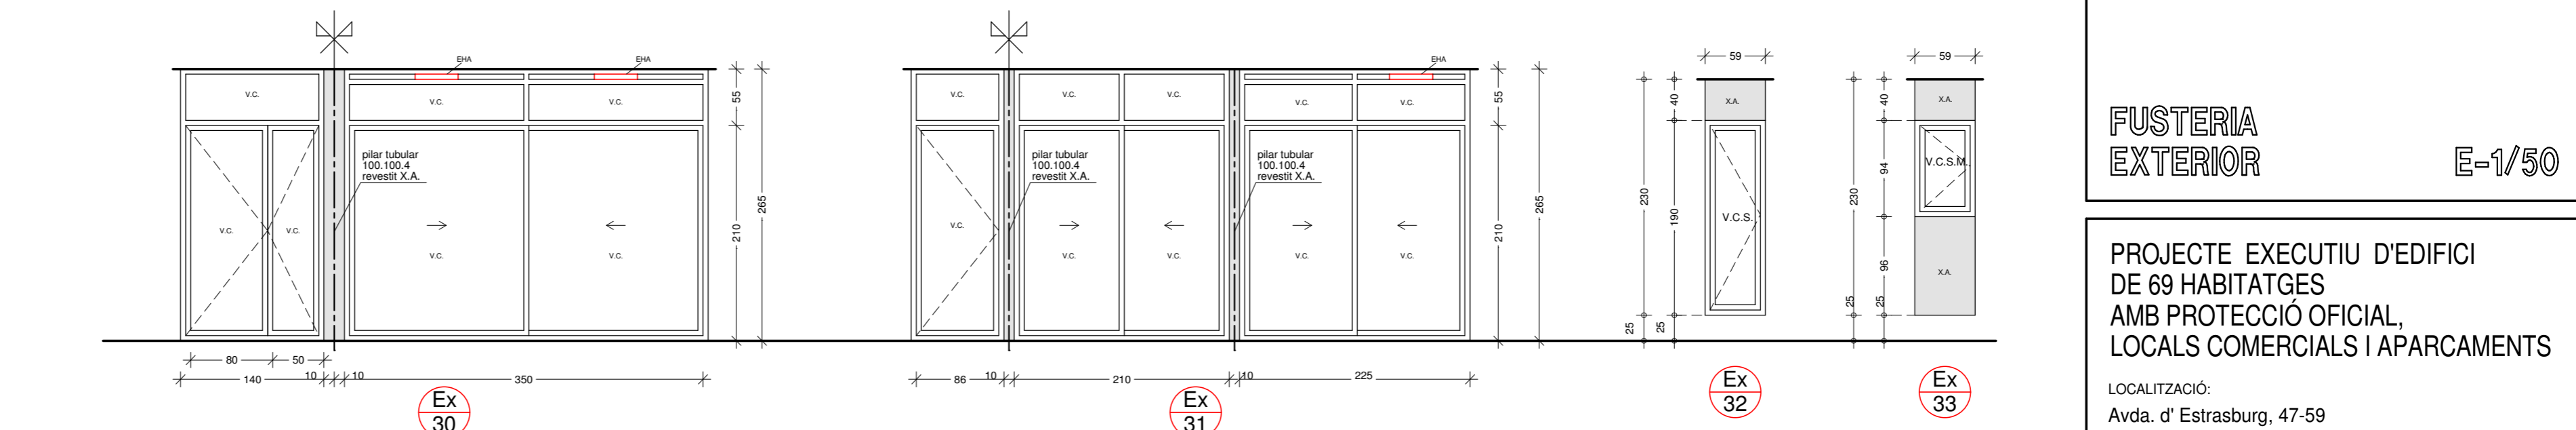 EHA
EHA
V.C.
V.C.
V.C.
pilar tubular
100.100.4
revestit X.A.
V.C.
V.C.
V.C.
V.C.
55
210
265
80
50
140
10
10
350
Ex
30
EHA
V.C.
V.C.
V.C.
V.C.
V.C.
pilar tubular
100.100.4
revestit X.A.
pilar tubular
100.100.4
revestit X.A.
V.C.
V.C.
V.C.
V.C.
V.C.
55
210
265
86
10
210
10
225
Ex
31
59
X.A.
40
230
190
V.C.S.
25
25
Ex
32
59
X.A.
40
V.C.S.M.
94
230
96
X.A.
25
25
Ex
33
FUSTERIA
EXTERIOR E-1/50
PROJECTE EXECUTIU D'EDIFICI
DE 69 HABITATGES
AMB PROTECCIÓ OFICIAL,
LOCALS COMERCIALS I APARCAMENTS
LOCALITZACIÓ:
Avda. d' Estrasburg, 47-59